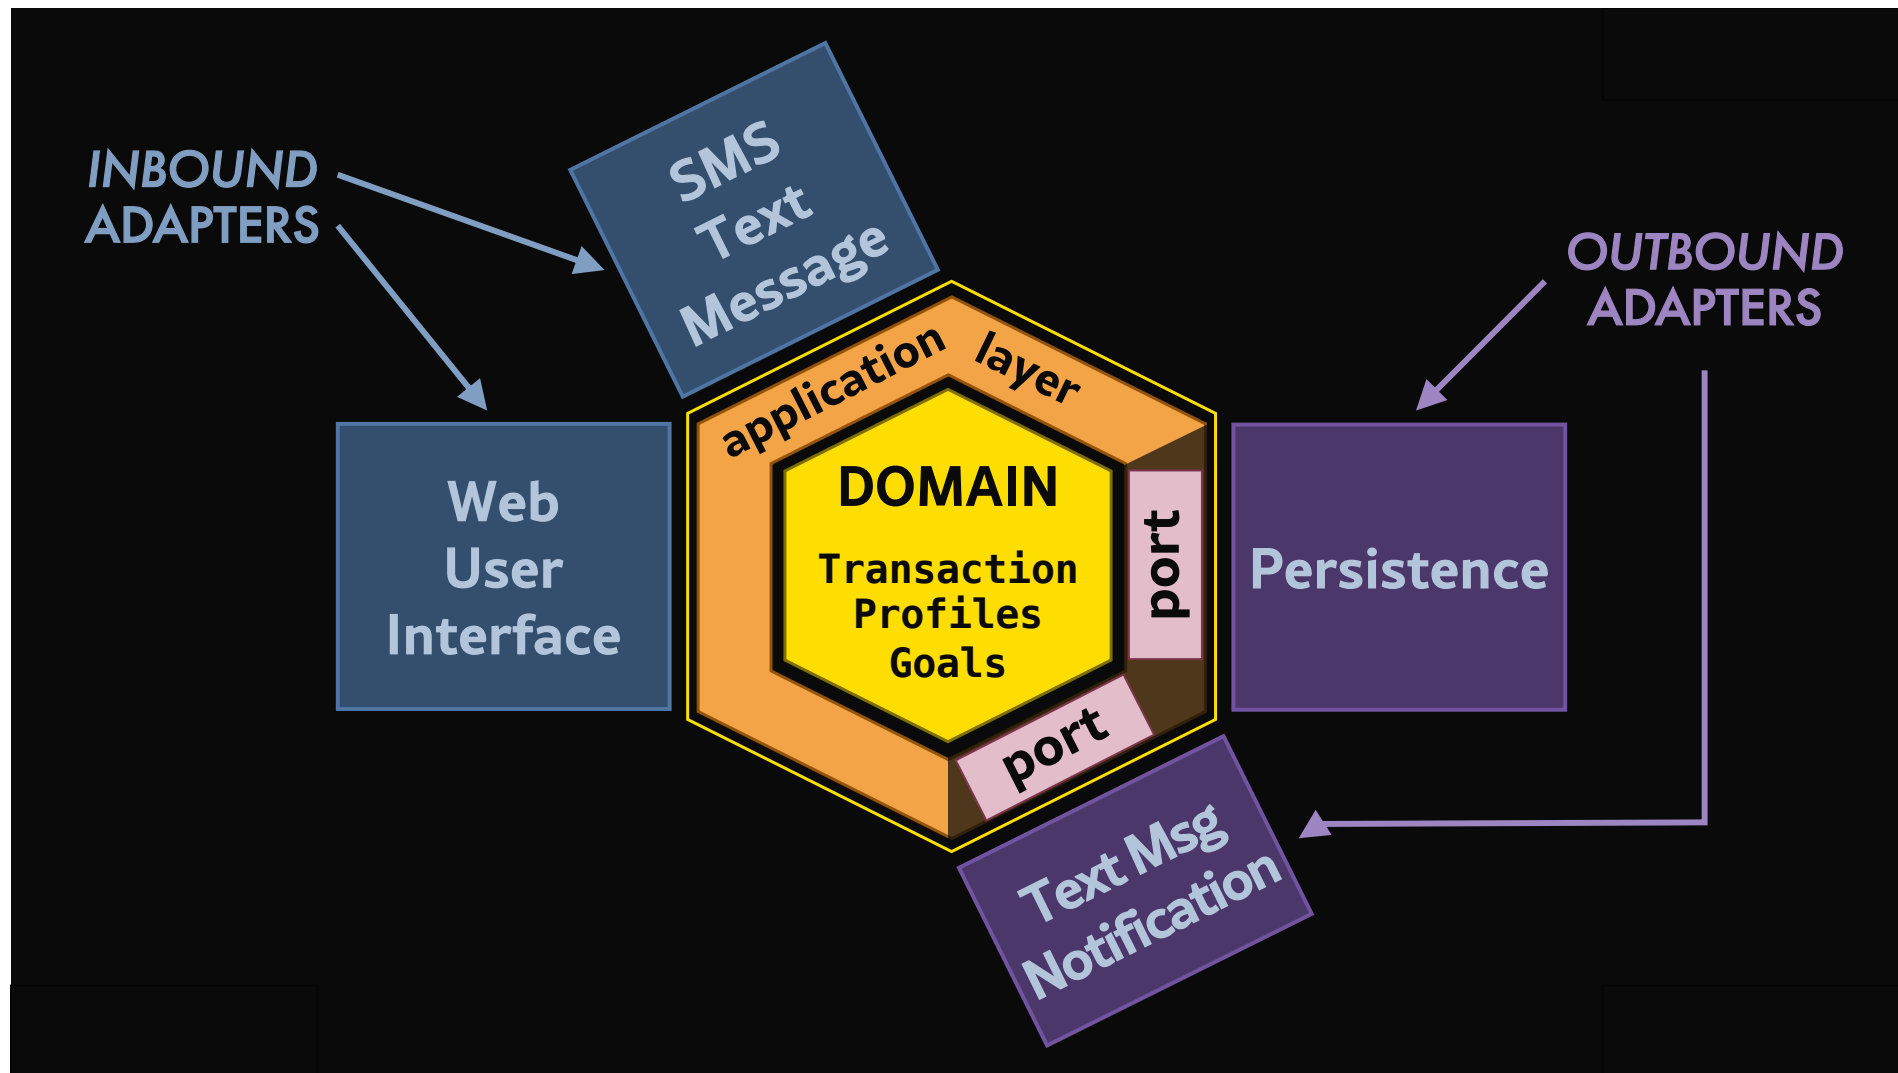 INBOUND
ADAPTERS
SMS
Text
Message
OUTBOUND
ADAPTERS
application layer
Web
User
Interface
DOMAIN
Transaction
Profiles
Goals
port
Persistence
port
Text Msg
Notification